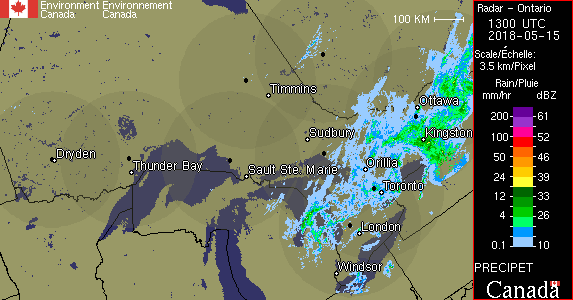 Environment Environnement
Canada Canada
100 KM
Timmins
Ottawa
Sudbury
Kingston
Dryden
Thunder Bay
Sault Ste. Marie
Orillia
Toronto
London
Windsor
Radar - Ontario
1300 UTC
2018-05-15
Scale/Échelle:
3.5 km/Pixel
Rain/Pluie
mm/hr dBZ
200 61
100 52
50 46
24 39
12 33
4 26
0.1 10
PRECIPET
Canada